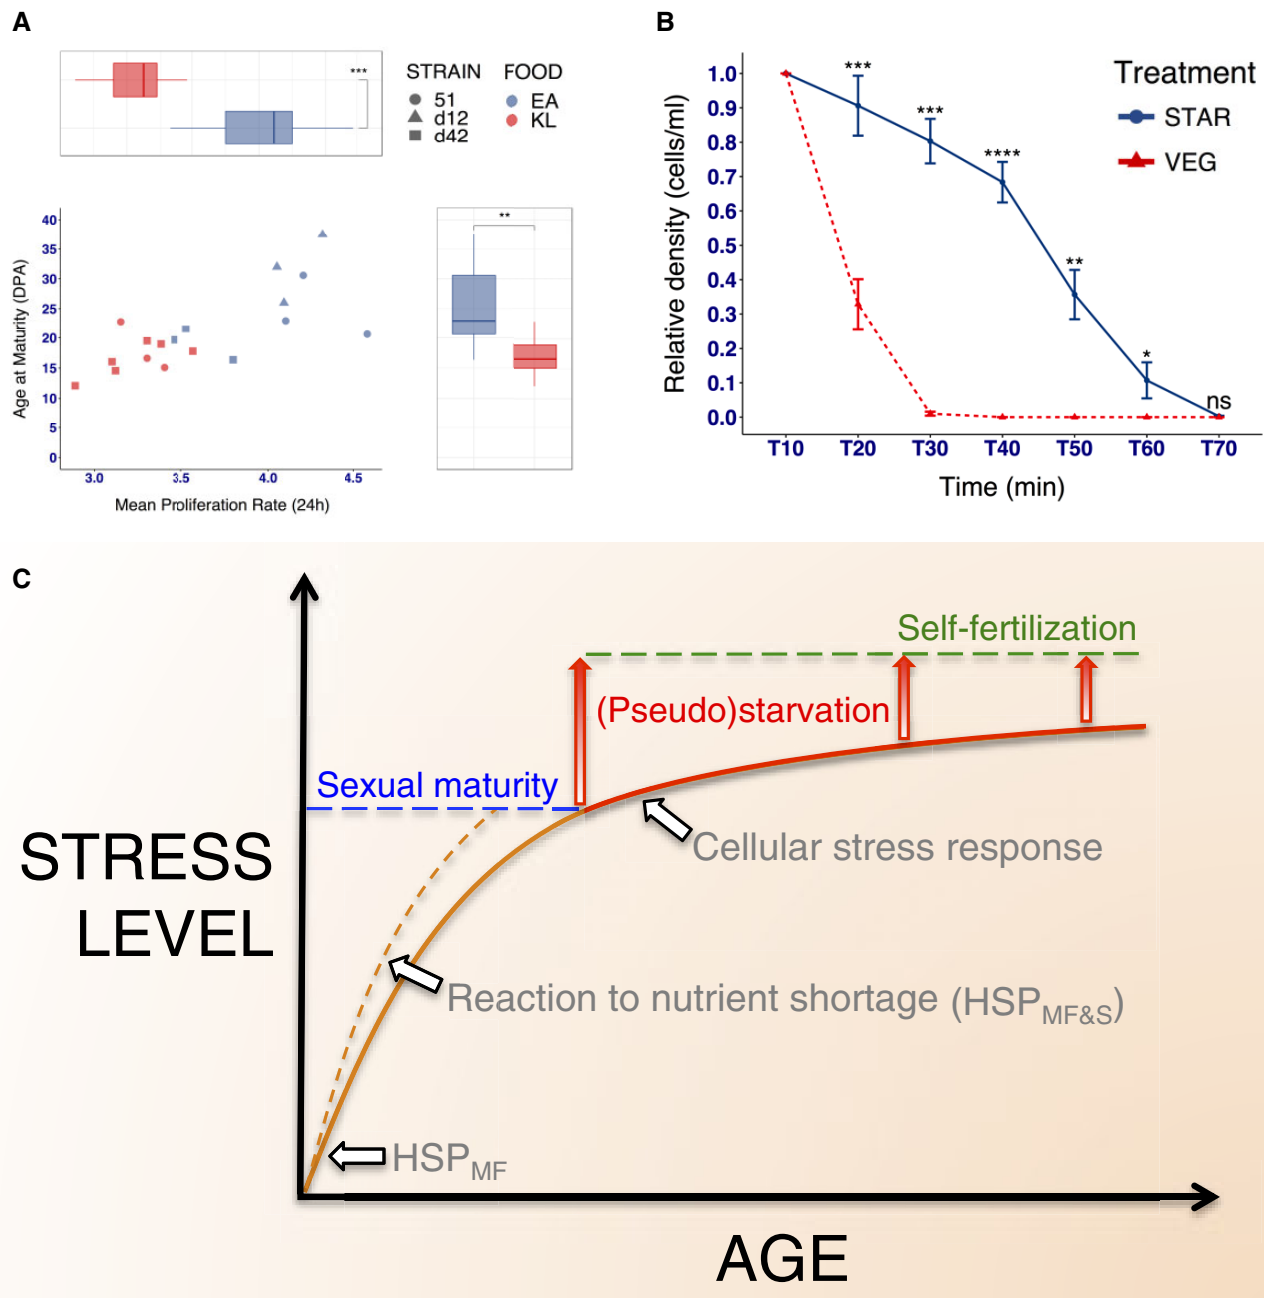 A
STRAIN
51
d12
d42
FOOD
EA
KL
***
Age at Maturity (DPA)
40
35
30
25
20
15
10
5
0
3.0
3.5
4.0
4.5
Mean Proliferation Rate (24h)
**
B
Relative density (cells/ml)
1.0
0.9
0.8
0.7
0.6
0.5
0.4
0.3
0.2
0.1
0.0
***
***
****
**
*
ns
Treatment
STAR
VEG
T10
T20
T30
T40
T50
T60
T70
Time (min)
C
Self-fertilization
(Pseudo)starvation
Sexual maturity
STRESS
LEVEL
Cellular stress response
Reaction to nutrient shortage (HSPMF&S)
HSPMF
AGE